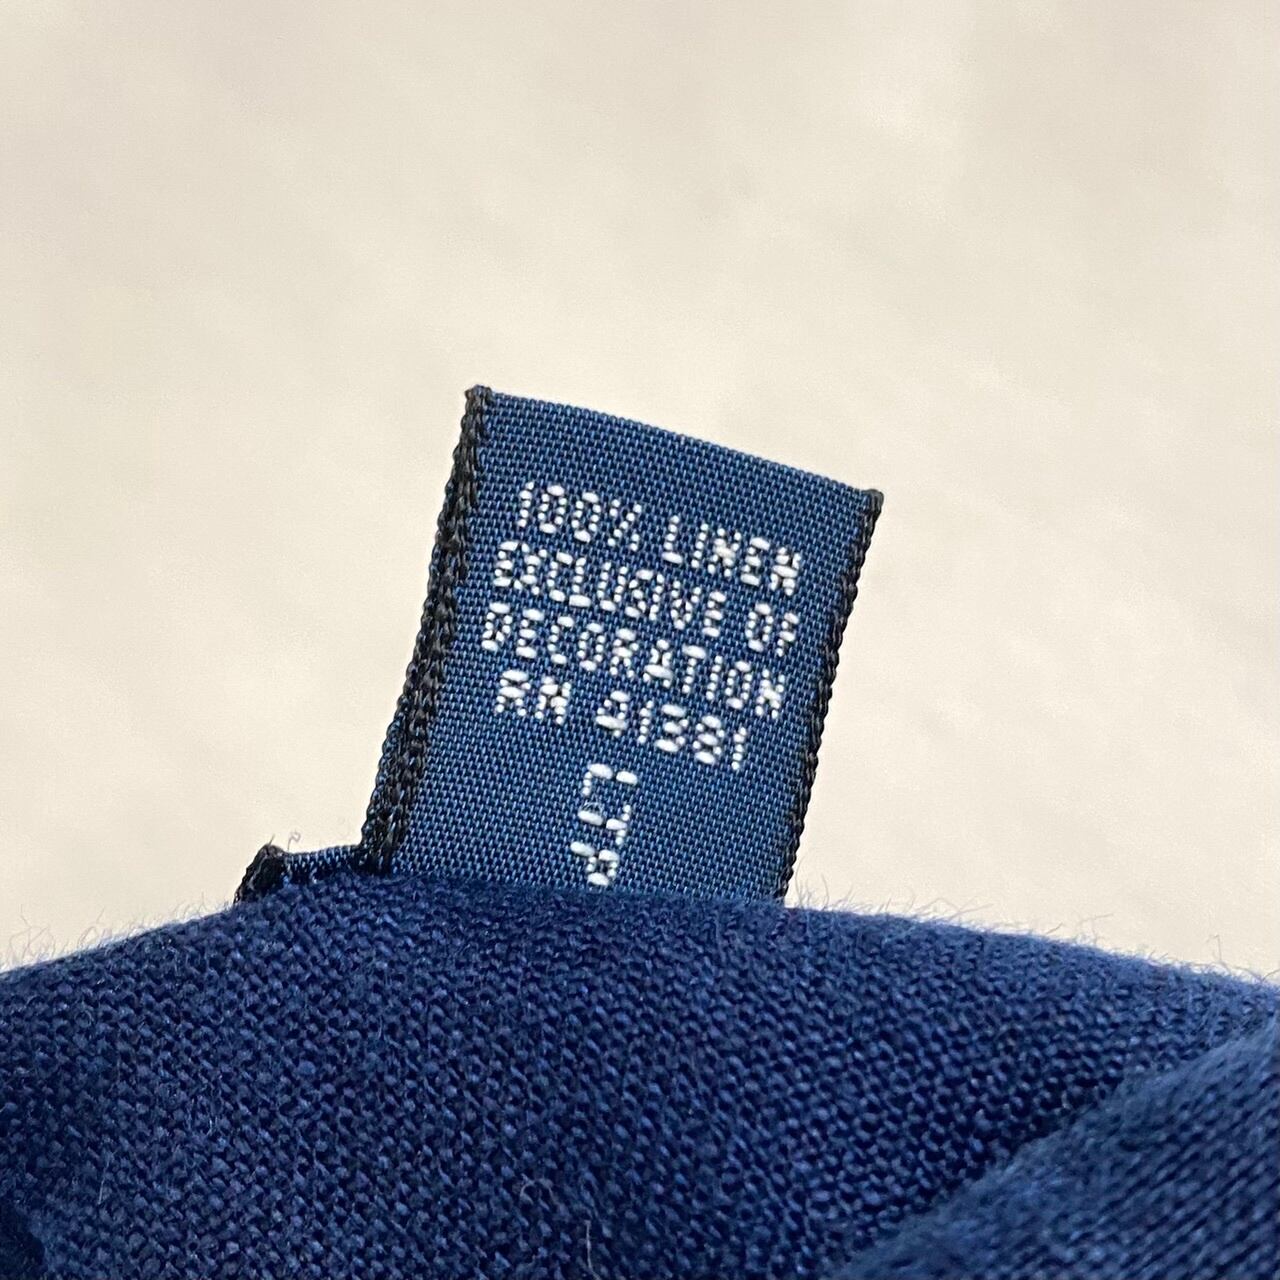 100% LINEN
EXCLUSIVE OF
DECORATION
RN 41381